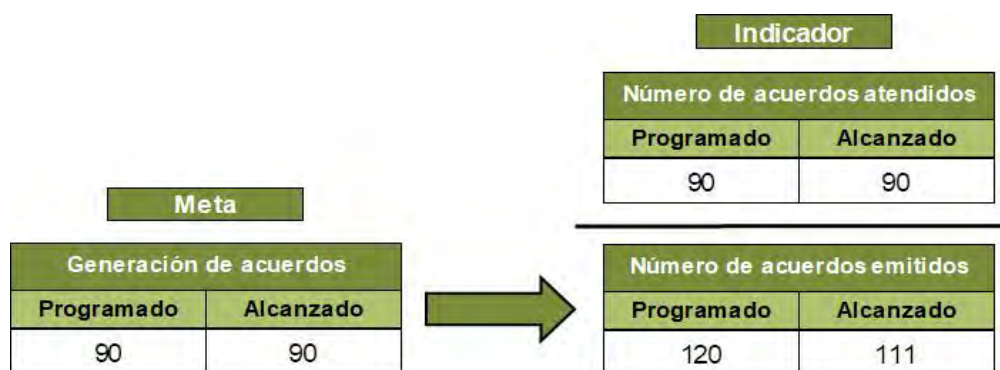 Indicador
Número de acuerdos atendidos
Programado Alcanzado
90 90
Meta
Generación de acuerdos
Programado Alcanzado
90 90
Número de acuerdos emitidos
Programado Alcanzado
120 111